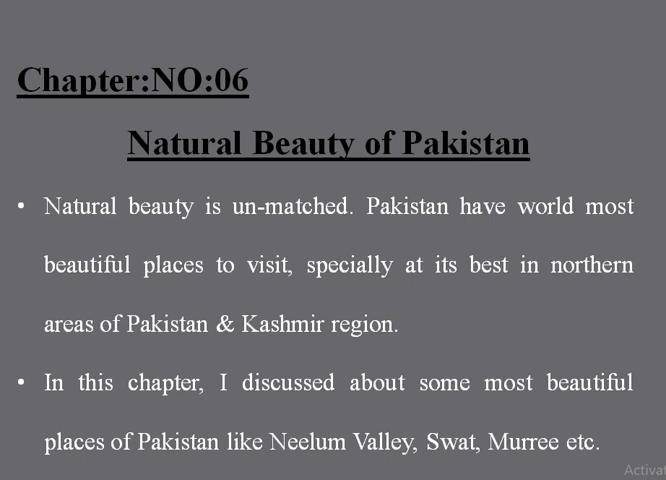 Chapter:NO:06
Natural Beauty of Pakistan
• Natural beauty is un-matched. Pakistan have world most
beautiful places to visit, specially at its best in northern
areas of Pakistan & Kashmir region.
• In this chapter, I discussed about some most beautiful
places of Pakistan like Neelum Valley, Swat, Murree etc.
Activat